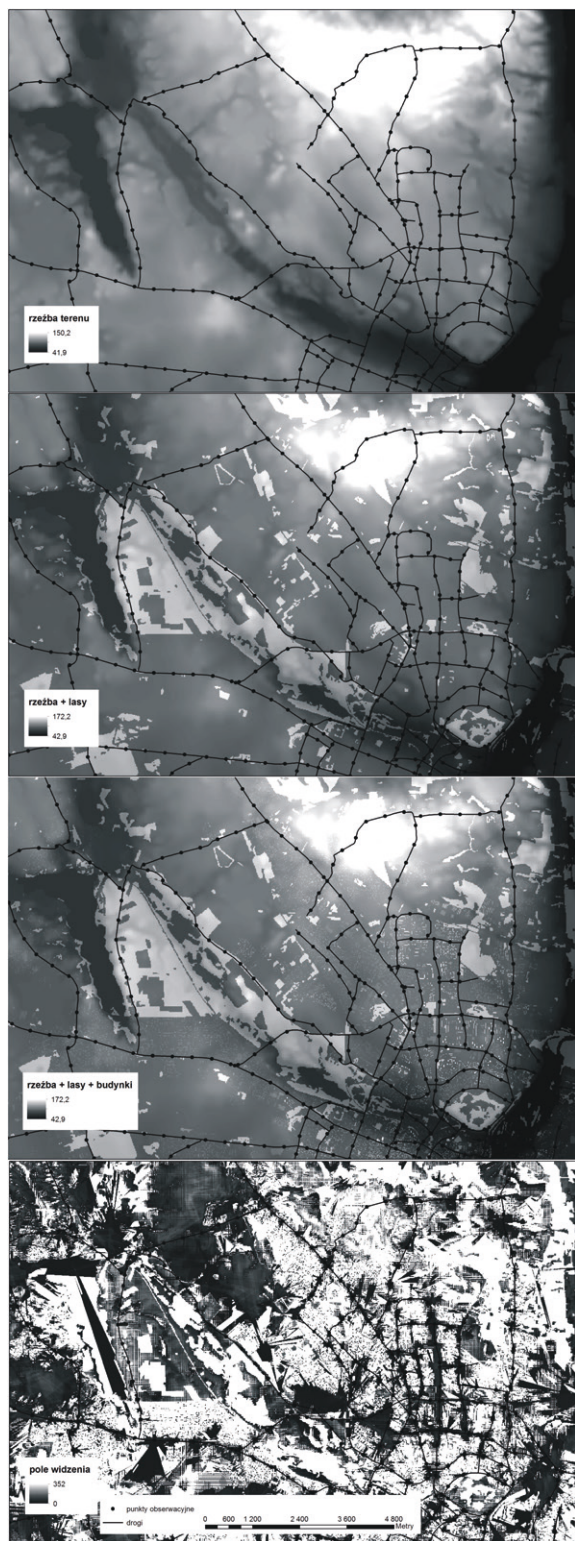 rzeźba terenu
150,2
41,9
rzeźba + lasy
172,2
42,9
rzeźba + lasy + budynki
172,2
42,9
pole widzenia
352
0
punkty obserwacyjne
drogi
0 600 1 200 2 400 3 600 4 800
Metry